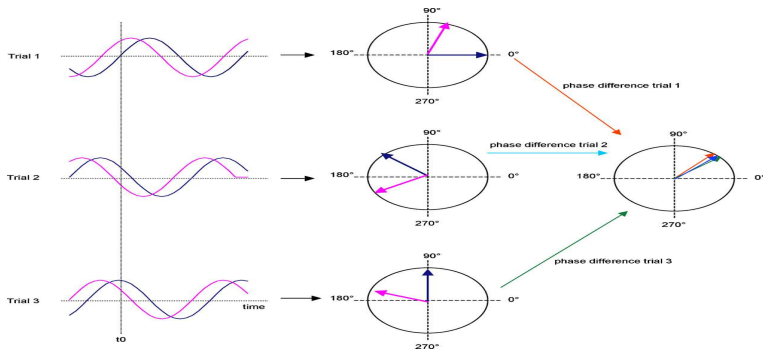 Trial 1
90°
180°
0°
270°
phase difference trial 1
Trial 2
90°
180°
0°
270°
phase difference trial 2
90°
180°
0°
270°
phase difference trial 3
Trial 3
time
t0
90°
180°
0°
270°